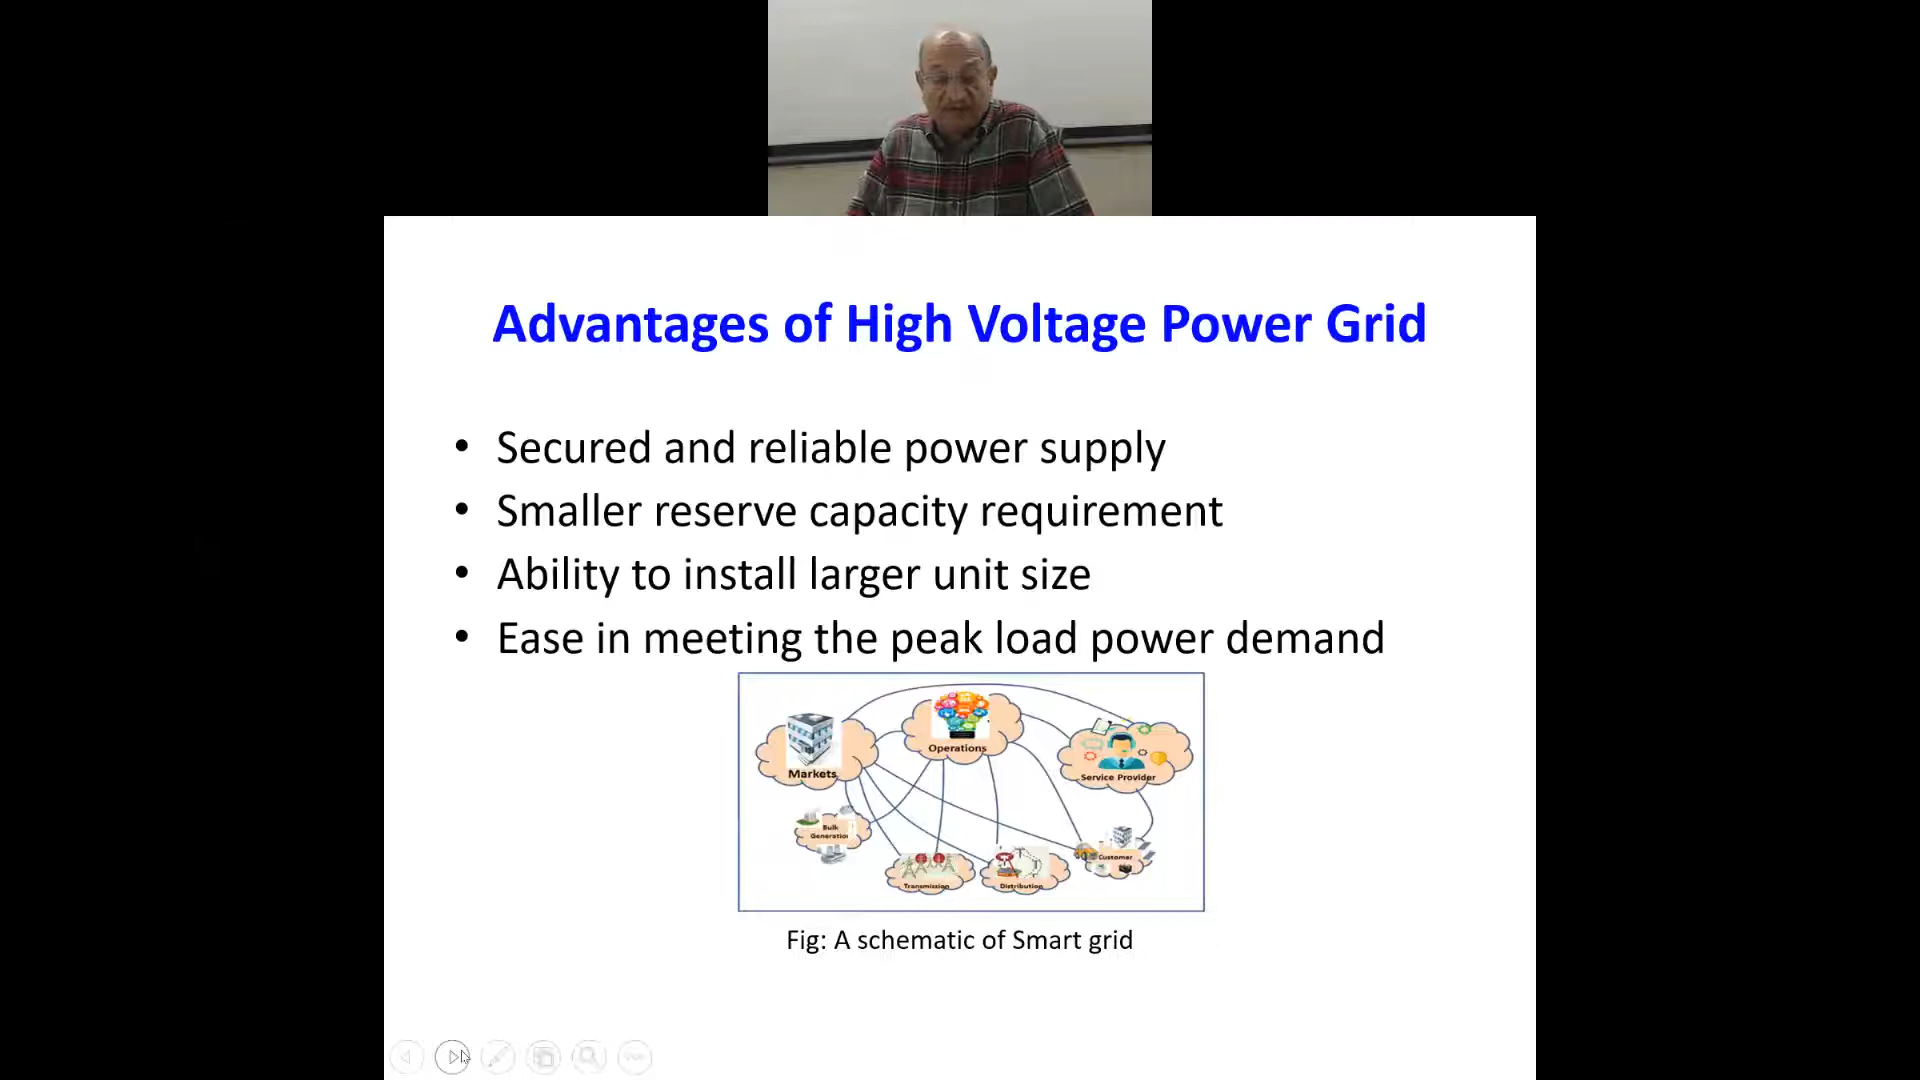 Advantages of High Voltage Power Grid
• Secured and reliable power supply
• Smaller reserve capacity requirement
• Ability to install larger unit size
• Ease in meeting the peak load power demand
Markets
Operations
Service Provider
Bulk
Generation
Transmission
Distribution
Customer
Fig: A schematic of Smart grid